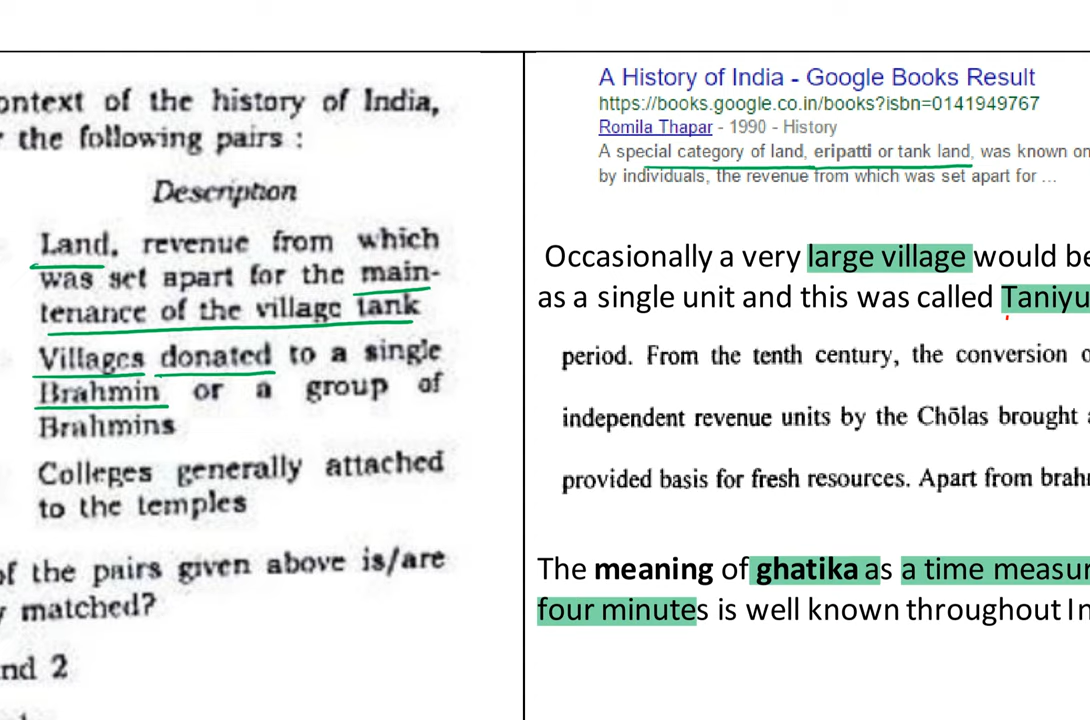 ontext of the history of India,
the following pairs :
Description
Land, revenue from which
was set apart for the main-
tenance of the village tank
Villages donated to a single
Brahmin or a group of
Brahmins
Colleges generally attached
to the temples
of the pairs given above is/are
matched?
nd 2
A History of India - Google Books Result
https://books.google.co.in/books?isbn=0141949767
Romila Thapar - 1990 - History
A special category of land, eripatti or tank land, was known on
by individuals, the revenue from which was set apart for ...
Occasionally a very large village would be
as a single unit and this was called Taniyu
period. From the tenth century, the conversion o
independent revenue units by the Chōlas brought a
provided basis for fresh resources. Apart from brahm
The meaning of ghatika as a time measur
four minutes is well known throughout In